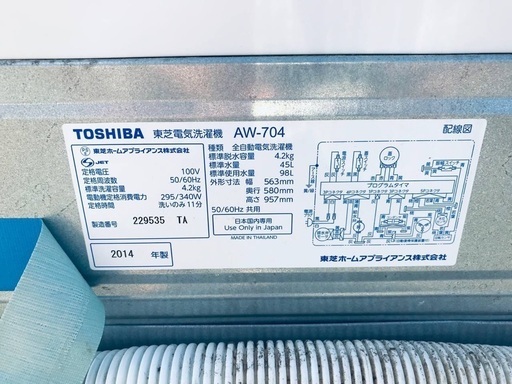 TOSHIBA 東芝電気洗濯機 AW-704 配線図
東芝ホームアプライアンス株式会社
JET
定格電圧 100V
定格周波数 50/60Hz
標準洗濯容量 4.2kg
電動機定格消費電力 295/340W
定格時間 洗いのみ11分
製造番号 229535 TA
2014 年製
種類 全自動電気洗濯機
標準脱水容量 4.2kg
標準水量 45L
標準使用水量 98L
外形寸法 幅 563mm
奥行 580mm
高さ 957mm
50/60Hz 共用
日本国内専用
Use Only in Japan
MADE IN THAILAND
プログラムタイマ
東芝ホームアプライアンス株式会社